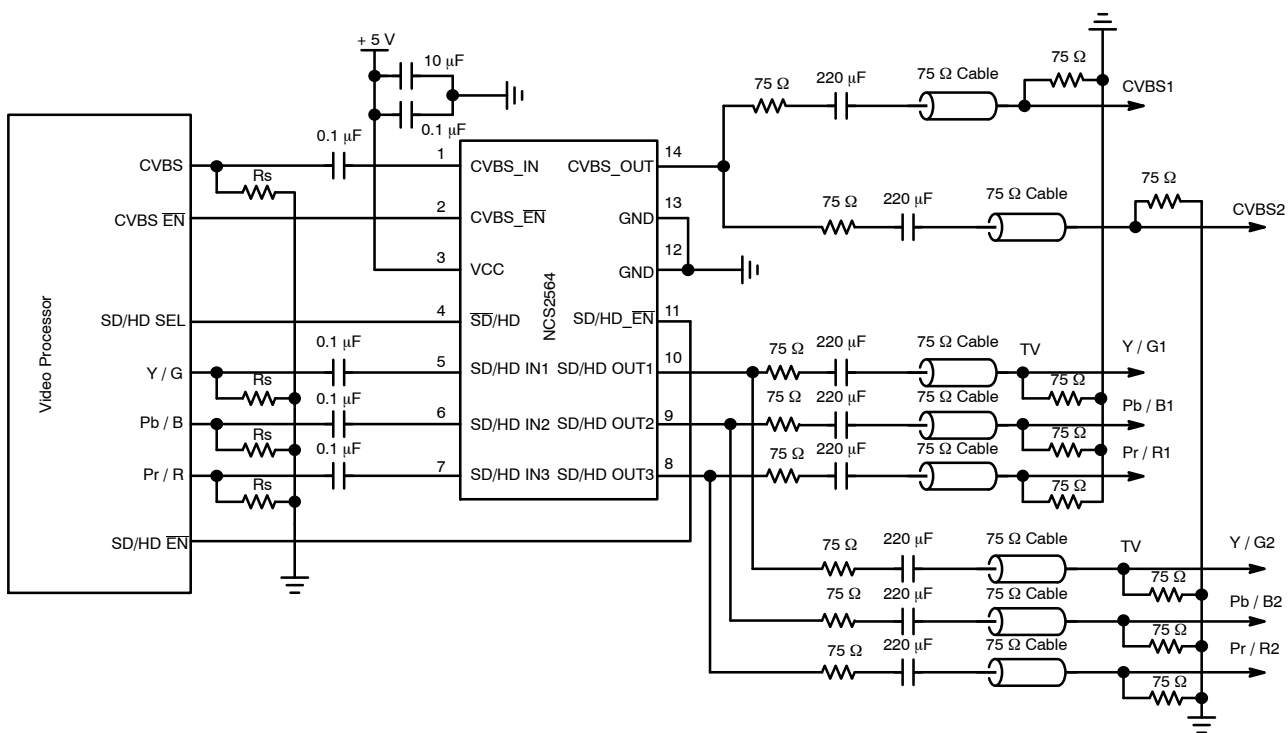 + 5 V
10 μF
0.1 μF
Video Processor
CVBS
CVBS EN
SD/HD SEL
Y / G
Pb / B
Pr / R
SD/HD EN
Rs
Rs
Rs
Rs
0.1 μF
0.1 μF
0.1 μF
0.1 μF
1
2
3
4
5
6
7
NCS2564
CVBS_IN
CVBS_EN
VCC
SD/HD
SD/HD IN1
SD/HD IN2
SD/HD IN3
CVBS_OUT
GND
GND
SD/HD_EN
SD/HD OUT1
SD/HD OUT2
SD/HD OUT3
14
13
12
11
10
9
8
75 Ω
220 μF
75 Ω Cable
75 Ω
CVBS1
75 Ω
220 μF
75 Ω Cable
75 Ω
CVBS2
75 Ω
220 μF
75 Ω Cable
TV
75 Ω
Y / G1
75 Ω
220 μF
75 Ω Cable
75 Ω
Pb / B1
75 Ω
220 μF
75 Ω Cable
75 Ω
Pr / R1
75 Ω
220 μF
75 Ω Cable
TV
75 Ω
Y / G2
75 Ω
220 μF
75 Ω Cable
75 Ω
Pb / B2
75 Ω
220 μF
75 Ω Cable
75 Ω
Pr / R2